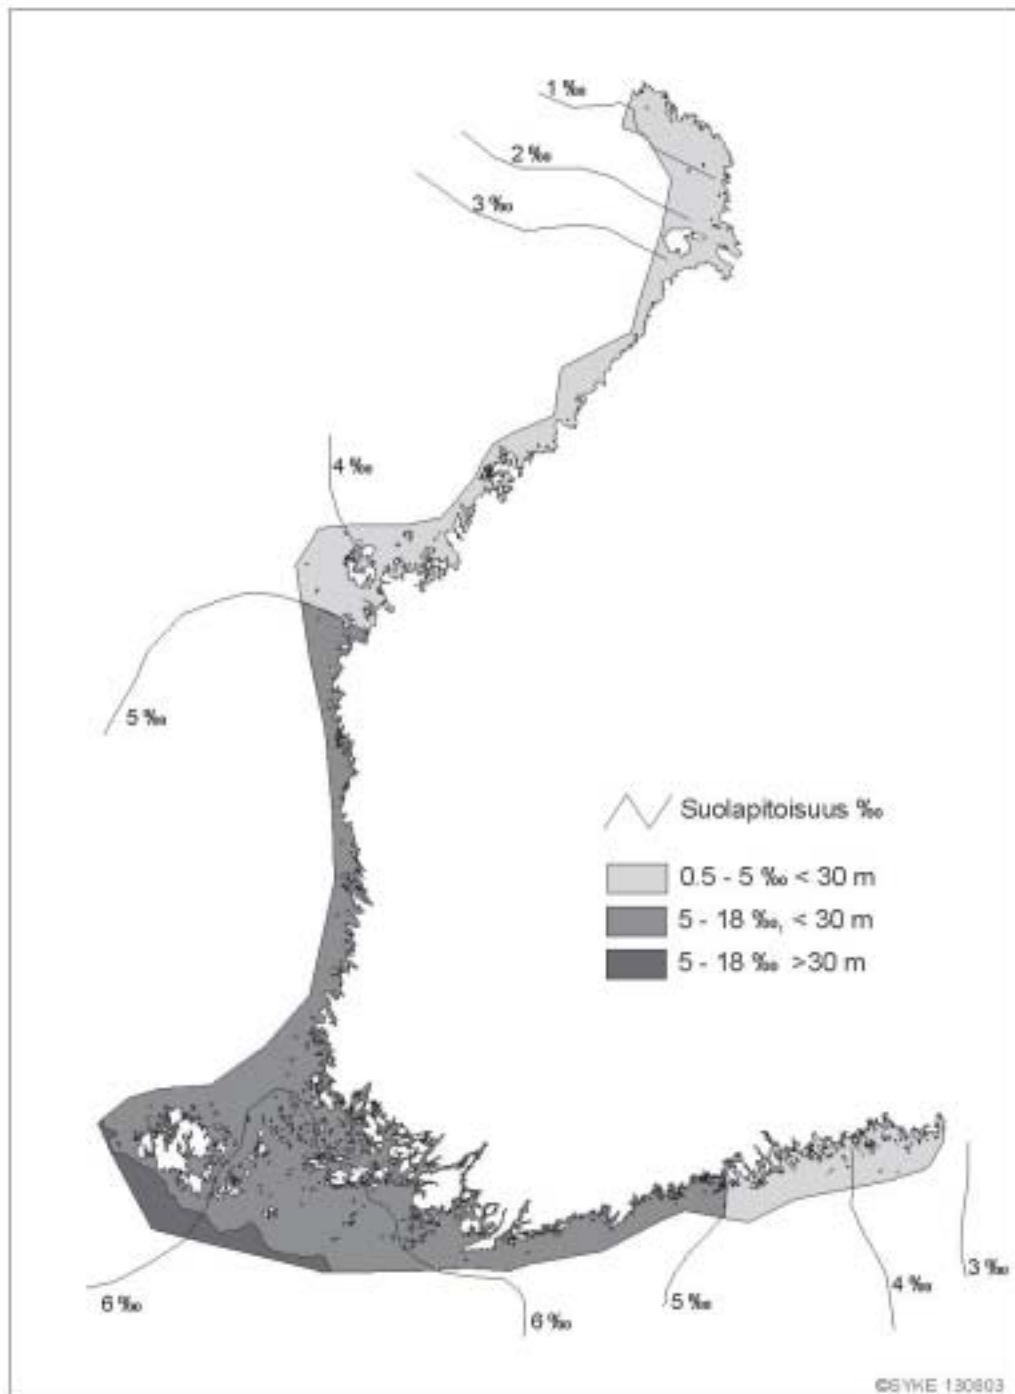 1 ‰
2 ‰
3 ‰
4 ‰
5 ‰
Suolapitoisuus ‰
0.5 - 5 ‰ < 30 m
5 - 18 ‰, < 30 m
5 - 18 ‰ >30 m
6 ‰
6 ‰
5 ‰
4 ‰
3 ‰
©SYKE 130803